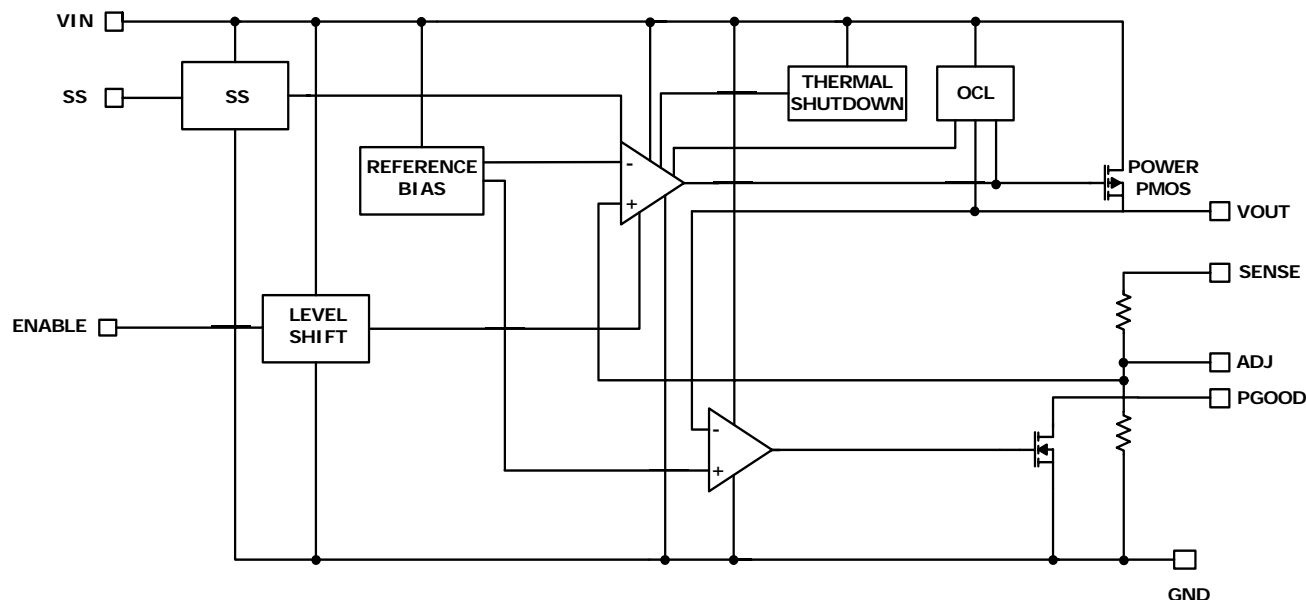 VIN
SS
SS
THERMAL
SHUTDOWN
OCL
REFERENCE
BIAS
-
+
POWER
PMOS
VOUT
SENSE
ENABLE
LEVEL
SHIFT
ADJ
PGOOD
-
+
GND